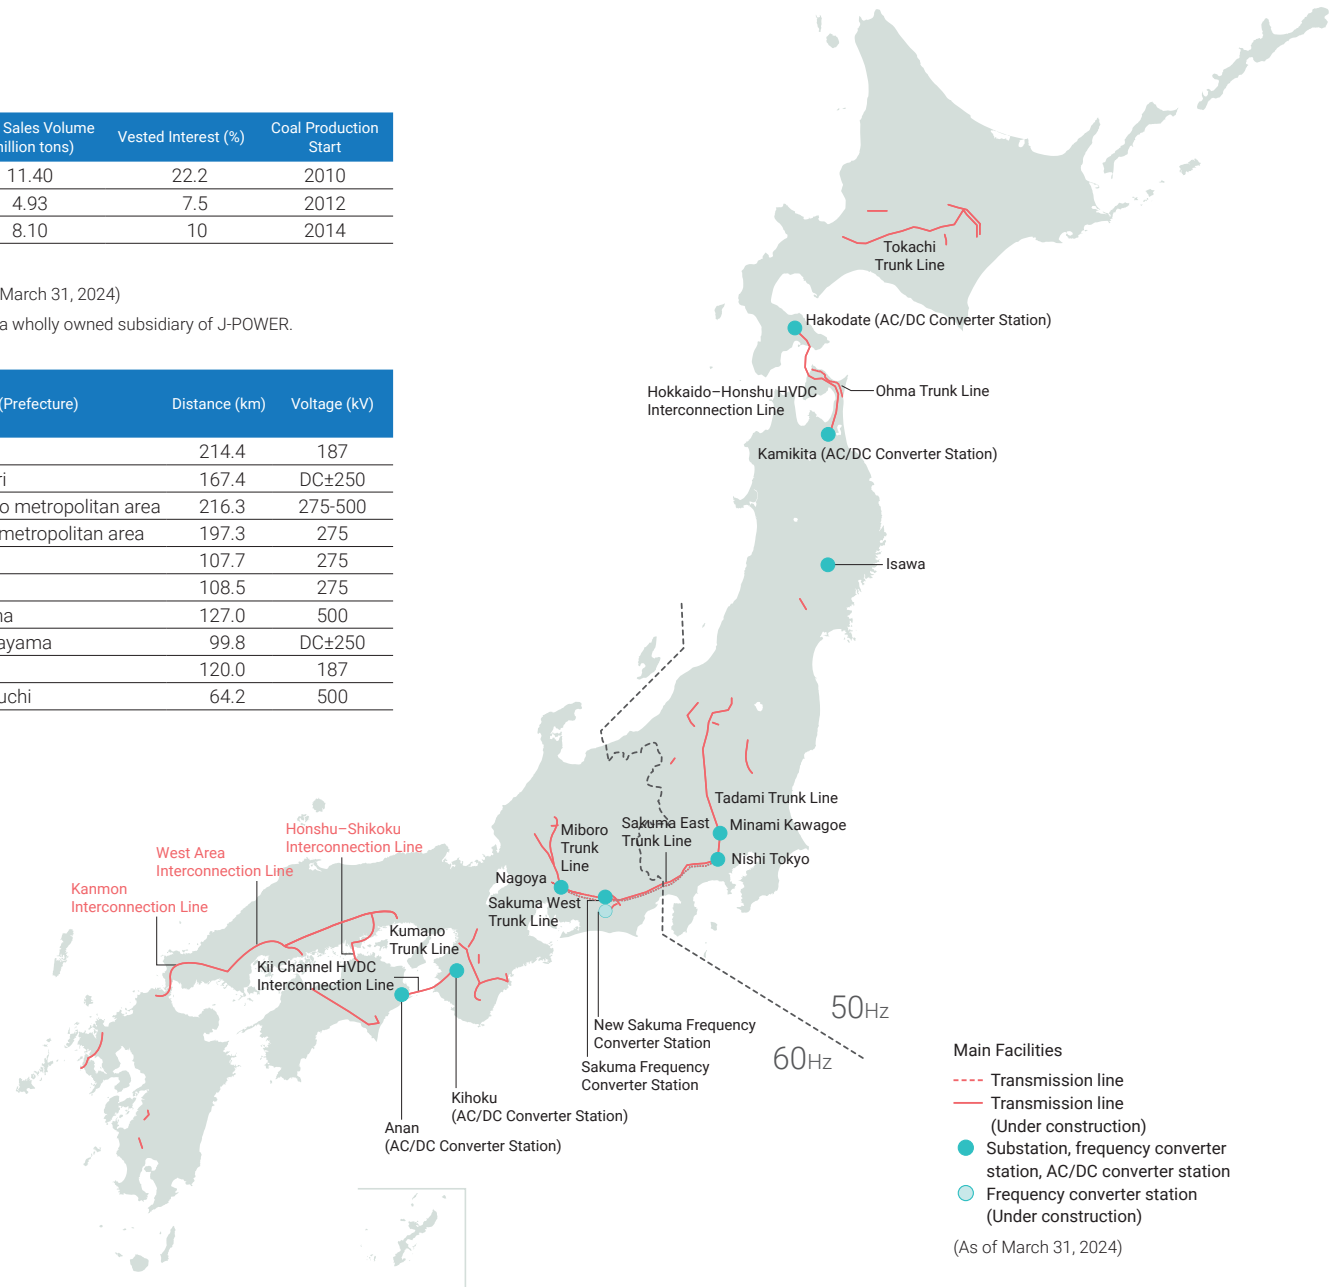 Sales Volume Vested Interest (%) Coal Production
tons) Start
11.40 22.2 2010
4.93 7.5 2012
8.10 10 2014
March 31, 2024)
a wholly owned subsidiary of J-POWER.
(Prefecture) Distance (km) Voltage (kV)
214.4 187
167.4 DC±250
metropolitan area 216.3 275-500
metropolitan area 197.3 275
107.7 275
108.5 275
127.0 500
99.8 DC±250
120.0 187
64.2 500
Tokachi
Trunk Line
Hakodate (AC/DC Converter Station)
Hokkaido–Honshu HVDC
Interconnection Line
Ohma Trunk Line
Kamikita (AC/DC Converter Station)
Isawa
Tadami Trunk Line
Minami Kawagoe
Nishi Tokyo
Sakuma East
Trunk Line
Miboro
Trunk
Line
Nagoya
Sakuma West
Trunk Line
Honshu–Shikoku
Interconnection Line
West Area
Interconnection Line
Kanmon
Interconnection Line
Kumano
Trunk Line
Kii Channel HVDC
Interconnection Line
New Sakuma Frequency
Converter Station
Sakuma Frequency
Converter Station
Kihoku
(AC/DC Converter Station)
Anan
(AC/DC Converter Station)
50Hz
60Hz
Main Facilities
Transmission line
Transmission line
(Under construction)
Substation, frequency converter
station, AC/DC converter station
Frequency converter station
(Under construction)
(As of March 31, 2024)